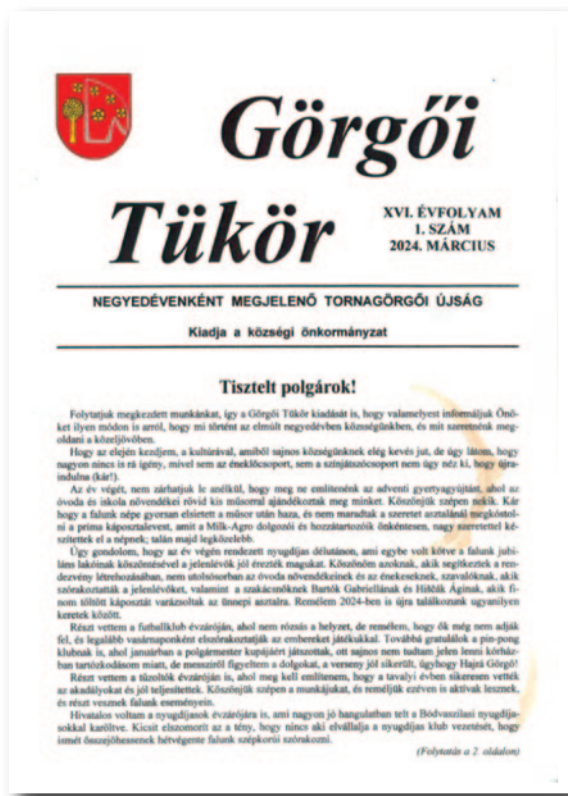 Görgői
Tükör
XVI. ÉVFOLYAM
1. SZÁM
2024. MÁRCIUS
NEGYEDÉVENKÉNT MEGJELENŐ TORNAGÖRGŐI ÚJSÁG
Kiadja a községi önkormányzat
Tisztelt polgárok!
Folytatjuk megkezdett munkánkat, így a Görgői Tükör kiadását is, hogy valamelyest informáljuk Önö-
ket ilyen módon is arról, hogy mi történt az elmúlt negyedévben községünkben, és mit szeretnénk meg-
oldani a közeljövőben.
Hogy az elején kezdjem, a kultúrával, amiből sajnos községünknek elég kevés jut, de úgy látom, hogy
nagyon nincs is rá igény, mivel sem az éneklőcsoport, sem a színjátszócsoport nem úgy néz ki, hogy újra-
indulna (kár!).
Az év végét, nem zárhatjuk le anélkül, hogy meg ne említenénk az adventi gyertyagyújtást, ahol az
óvoda és iskola növendékei rövid kis műsorral ajándékoztak meg minket. Köszönjük szépen nekik. Kár
hogy a falunk népe gyorsan elsietett a műsor után haza, és nem maradtak a szeretet asztalánál megkóstol-
ni a prima káposztalevest, amit a Milk-Agro dolgozói és hozzátartozóik önkéntesen, nagy szeretettel ké-
szítettek el a népnek; talán majd legközelebb.
Úgy gondolom, hogy az év végén rendezett nyugdíjas délutánon, ami egybe volt kötve a falunk jubi-
láns lakóinak köszöntésével a jelenlévők jól érezték magukat. Köszönöm azoknak, akik segítkeztek a ren-
dezvény létrehozásában, nem utolsósorban az óvoda növendékeinek és az énekeseknek, szavalóknak, akik
szórakoztatták a jelenlévőket, valamint a szakácsnőknek Bartók Gabriellának és Hiščák Áginak, akik fi-
nom töltött káposztát varázsoltak az ünnepi asztalra. Remélem 2024-ben is újra találkozunk ugyanilyen
keretek között.
Részt vettem a futballklub évzáróján, ahol nem rózsás a helyzet, de remélem, hogy ők még nem adják
fel, és legalább vasárnaponként elszórakoztatják az embereket játékukkal. Továbbá gratulálok a pin-pong
klubnak is, ahol januárban a polgármester kupájáért játszottak, ott sajnos nem tudtam jelen lenni kórház-
ban tartózkodásom miatt, de messziről figyeltem a dolgokat, a verseny jól sikerült, úgyhogy Hajrá Görgő!
Részt vettem a tűzoltók évzáróján is, ahol meg kell említenem, hogy a tavalyi évben sikeresen vették
az akadályokat és jól teljesítettek. Köszönjük szépen a munkájukat, és reméljük ezéven is aktívak lesznek,
és részt vesznek falunk eseményein.
Hivatalos voltam a nyugdíjasok évzárójára is, ami nagyon jó hangulatban telt a Bódvaszilasi nyugdíja-
sokkal karöltve. Kicsit elszomorít az a tény, hogy nincs aki elvállalja a nyugdíjas klub vezetését, hogy
ismét összejöhessenek hétvégente falunk szépkorúi szórakozni.
(Folytatás a 2. oldalon)